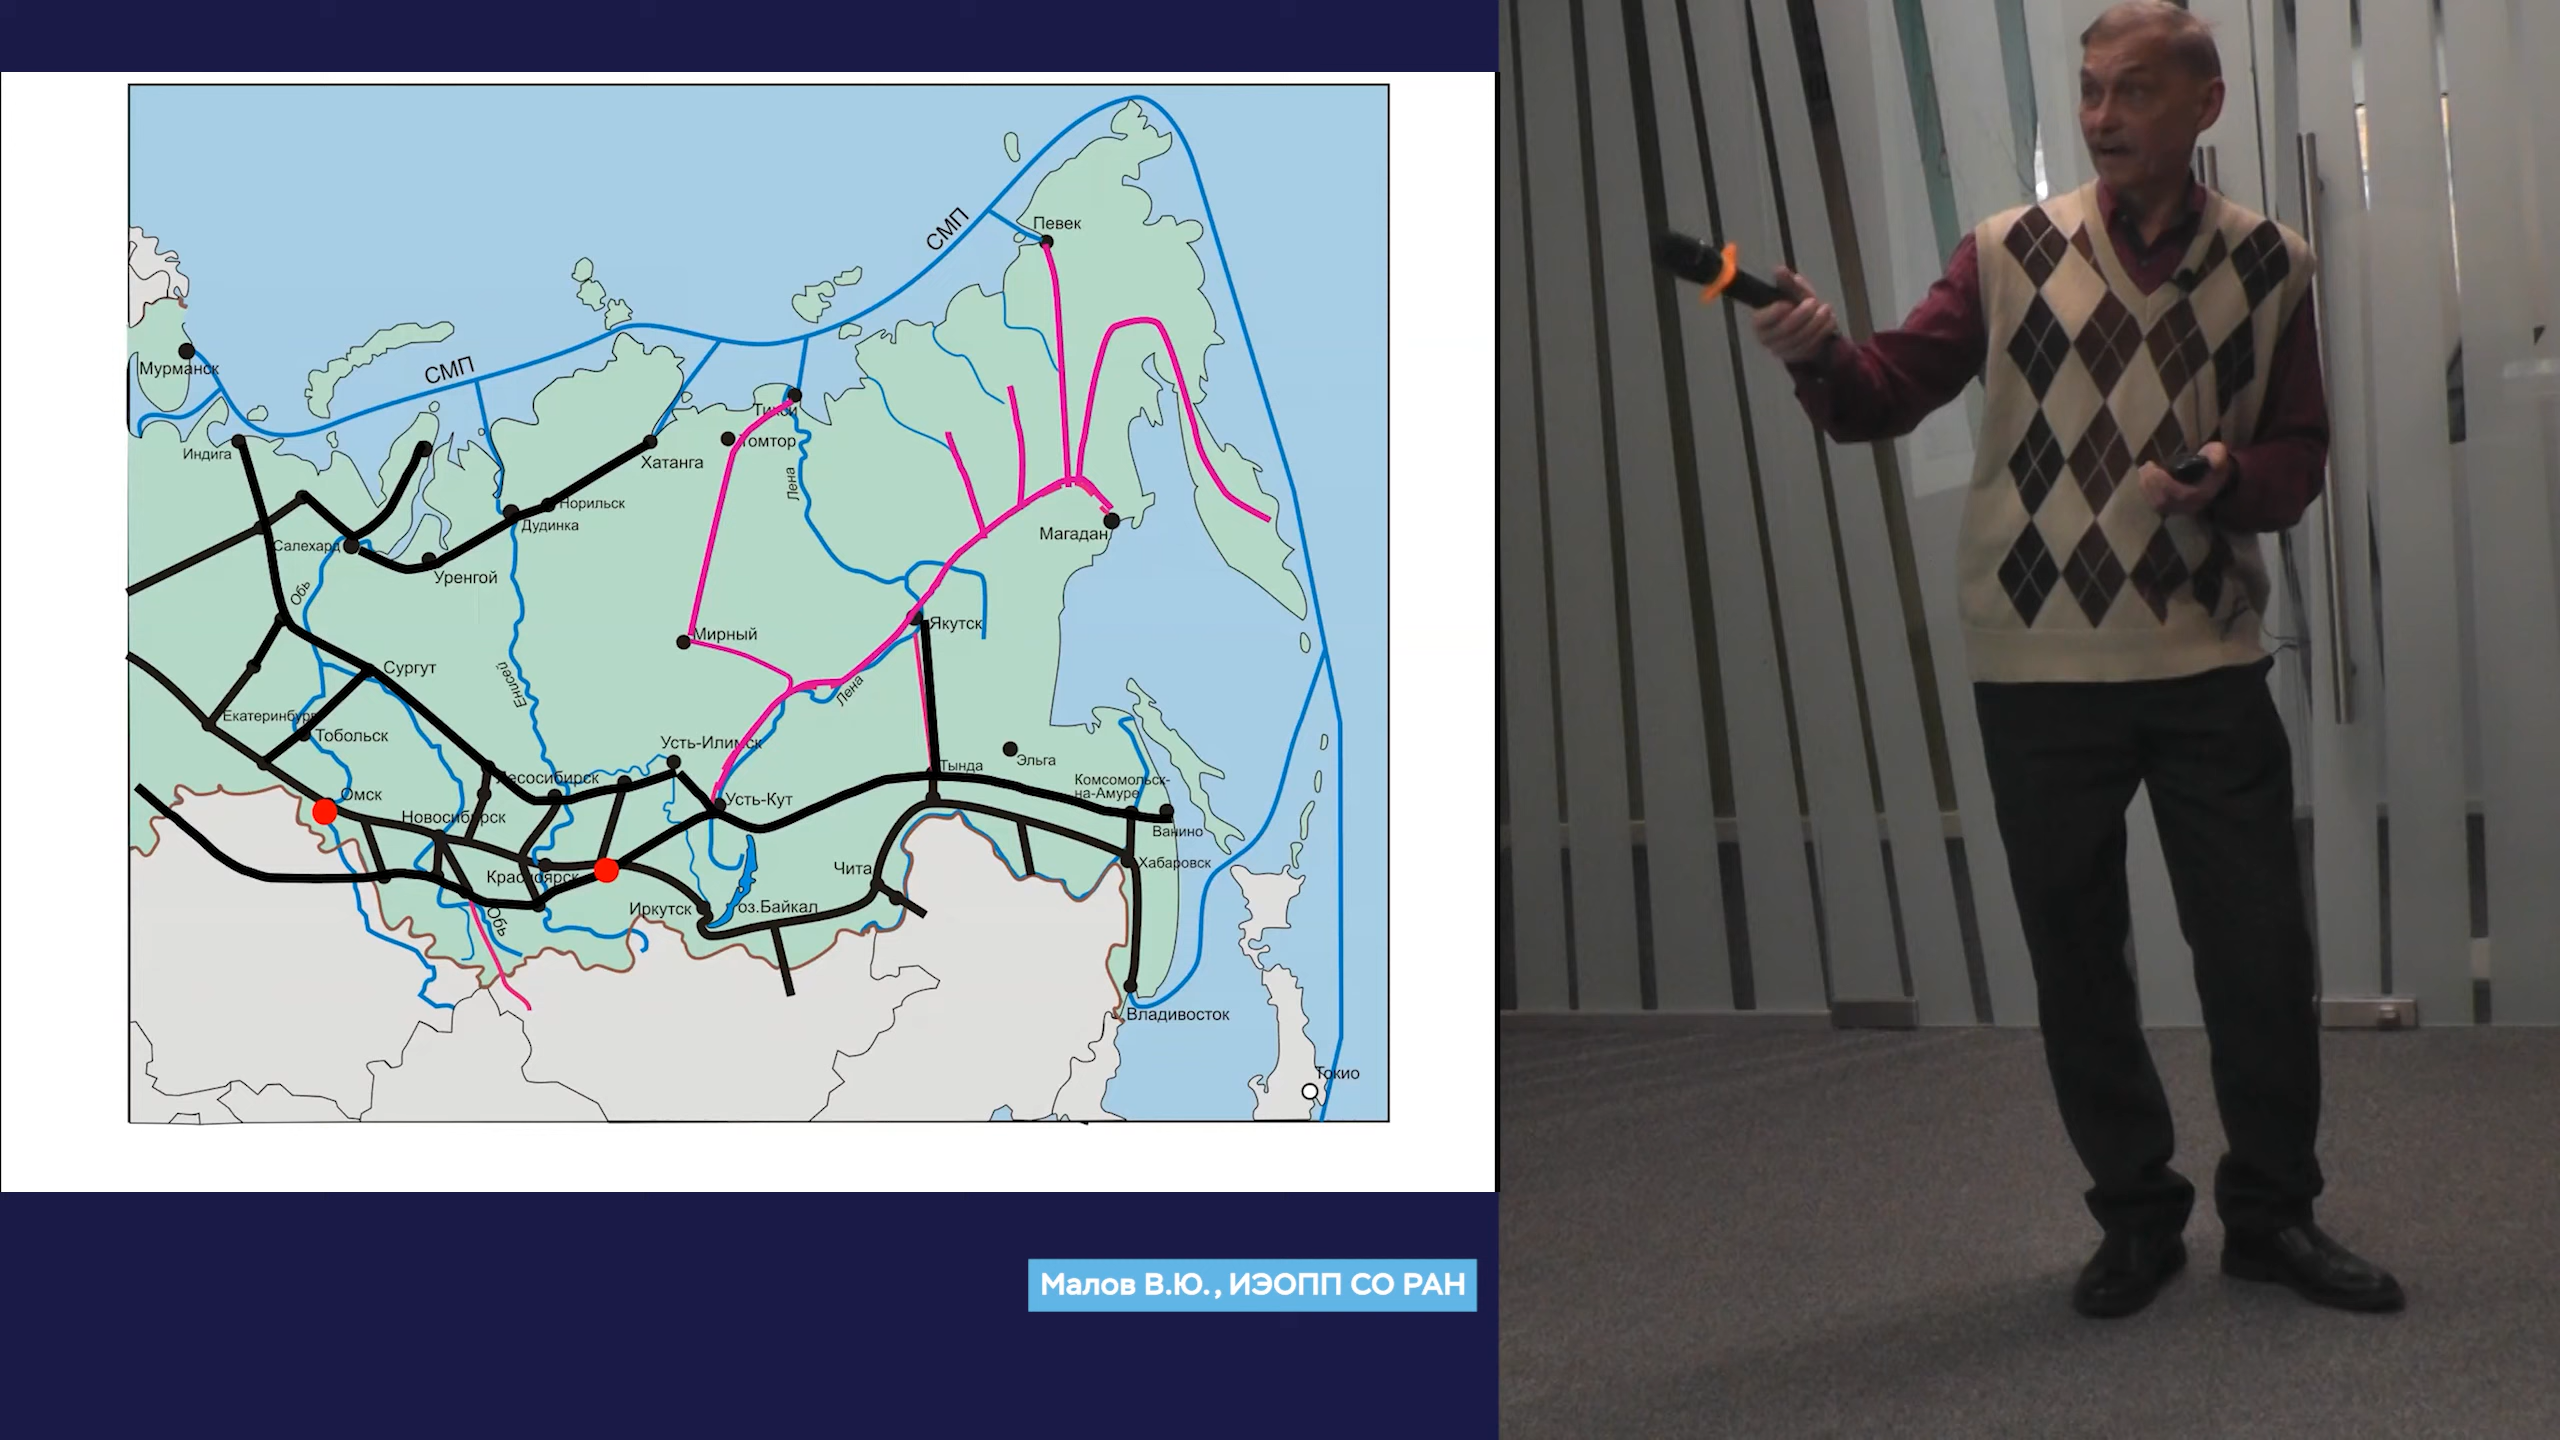 СМП
Певек
Мурманск
СМП
Тикси
Томтор
Индига
Хатанга
Лена
Норильск
Дудинка
Магадан
Салехард
Уренгой
Обь
Якутск
Мирный
Сургут
Енисей
Лена
Екатеринбург
Тобольск
Усть-Илимск
Эльга
Тында
Лесосибирск
Комсомольск-
на-Амуре
Омск
Усть-Кут
Новосибирск
Ванино
Хабаровск
Чита
Красноярск
Иркутск
оз.Байкал
Обь
Владивосток
Токио
Малов В.Ю., ИЭОПП СО РАН